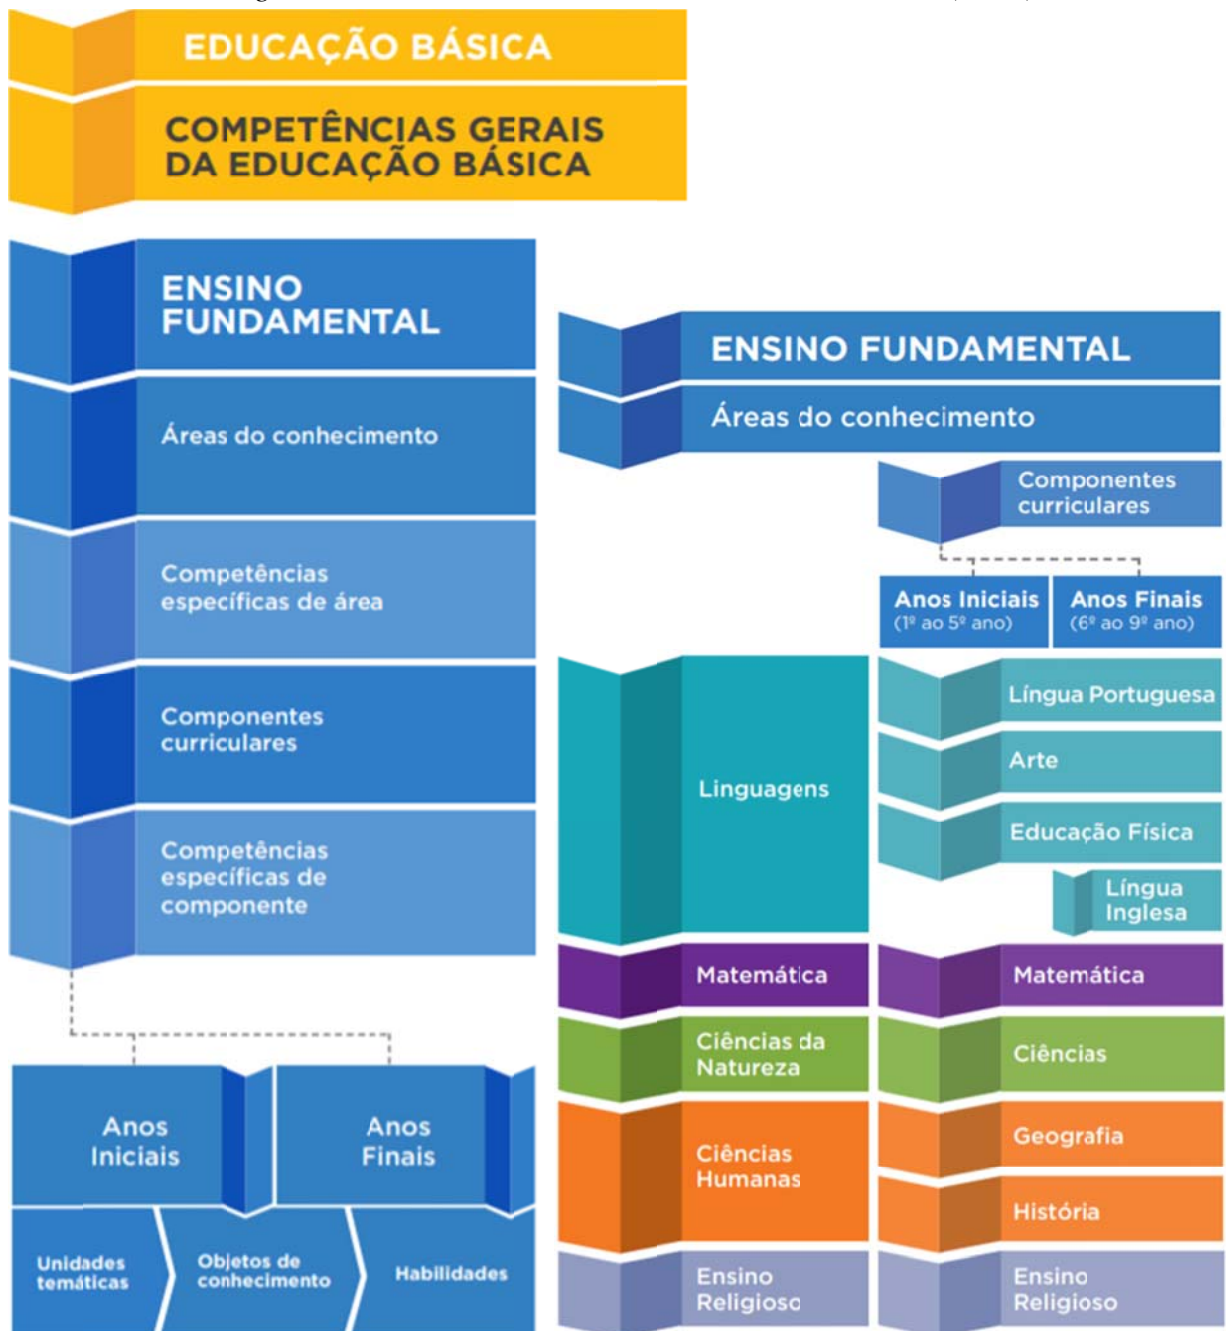 EDUCAÇÃO BÁSICA
COMPETÊNCIAS GERAIS
DA EDUCAÇÃO BÁSICA
ENSINO
FUNDAMENTAL
Áreas do conhecimento
Competências
específicas de área
Componentes
curriculares
Competências
específicas de
componente
Anos
Iniciais
Anos
Finais
Unidades
temáticas
Objetos de
conhecimento
Habilidades
ENSINO FUNDAMENTAL
Áreas do conhecimento
Componentes
curriculares
Anos Iniciais
(1º ao 5º ano)
Anos Finais
(6º ao 9º ano)
Linguagens
Língua Portuguesa
Arte
Educação Física
Língua
Inglesa
Matemática
Matemática
Ciências da
Natureza
Ciências
Ciências
Humanas
Geografia
História
Ensino
Religioso
Ensino
Religioso